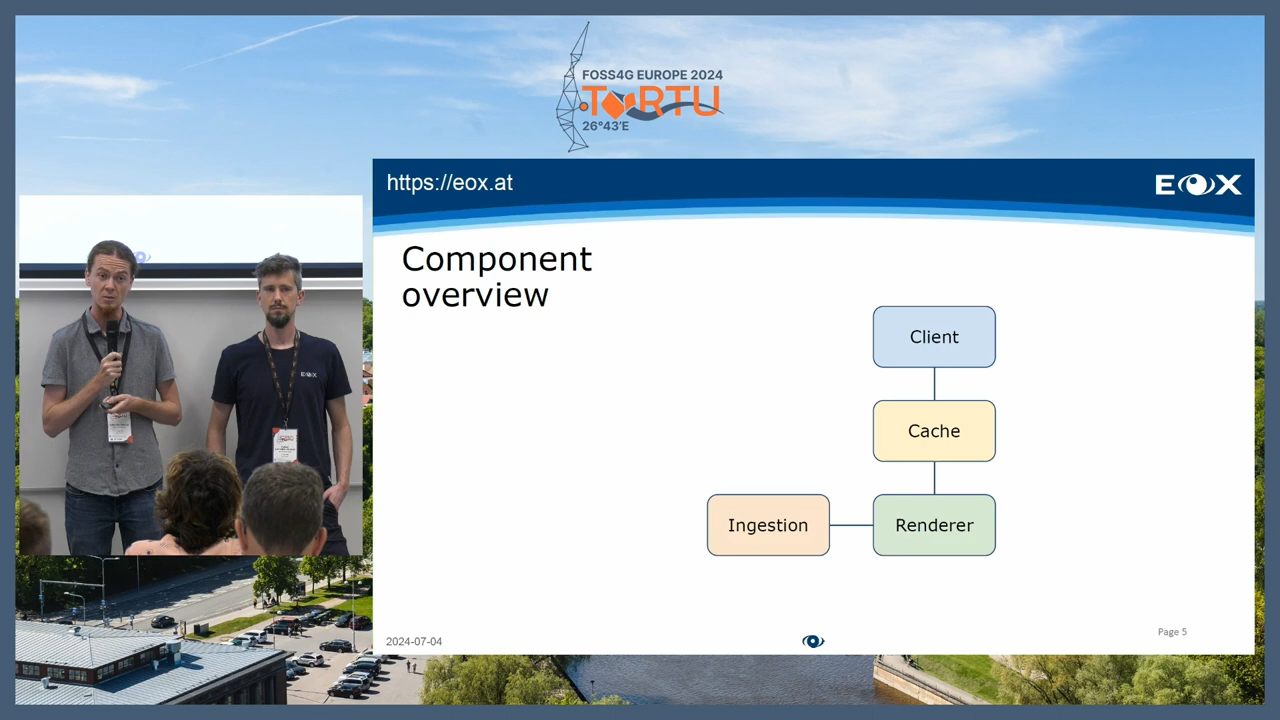 FOSS4G EUROPE 2024
TARTU
26°43'E
https://eox.at
EOX
Component
overview
Client
Cache
Ingestion
Renderer
2024-07-04
Page 5
EOX